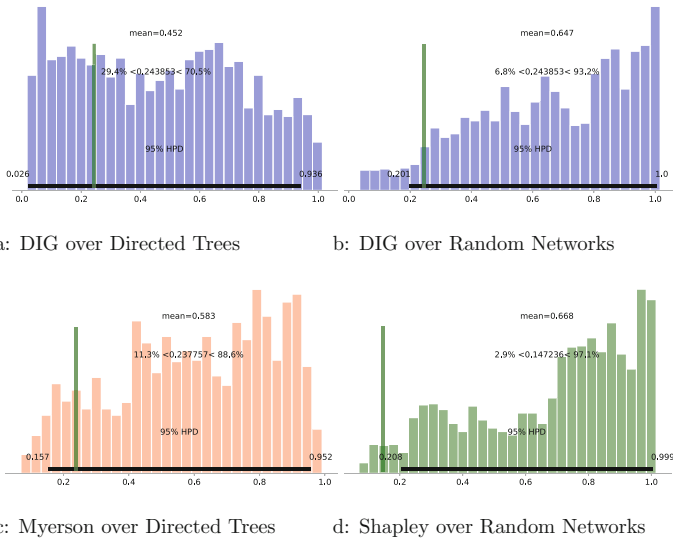 mean=0.452
29.4% <0.243853< 70.5%
95% HPD
0.026 0.936
0.0 0.2 0.4 0.6 0.8 1.0
a: DIG over Directed Trees
mean=0.647
6.8% <0.243853< 93.2%
95% HPD
0.201 1.0
0.0 0.2 0.4 0.6 0.8 1.0
b: DIG over Random Networks
mean=0.583
11.3% <0.237757< 88.6%
95% HPD
0.157 0.952
0.2 0.4 0.6 0.8 1.0
c: Myerson over Directed Trees
mean=0.668
2.9% <0.147236< 97.1%
95% HPD
0.208 0.999
0.2 0.4 0.6 0.8 1.0
d: Shapley over Random Networks